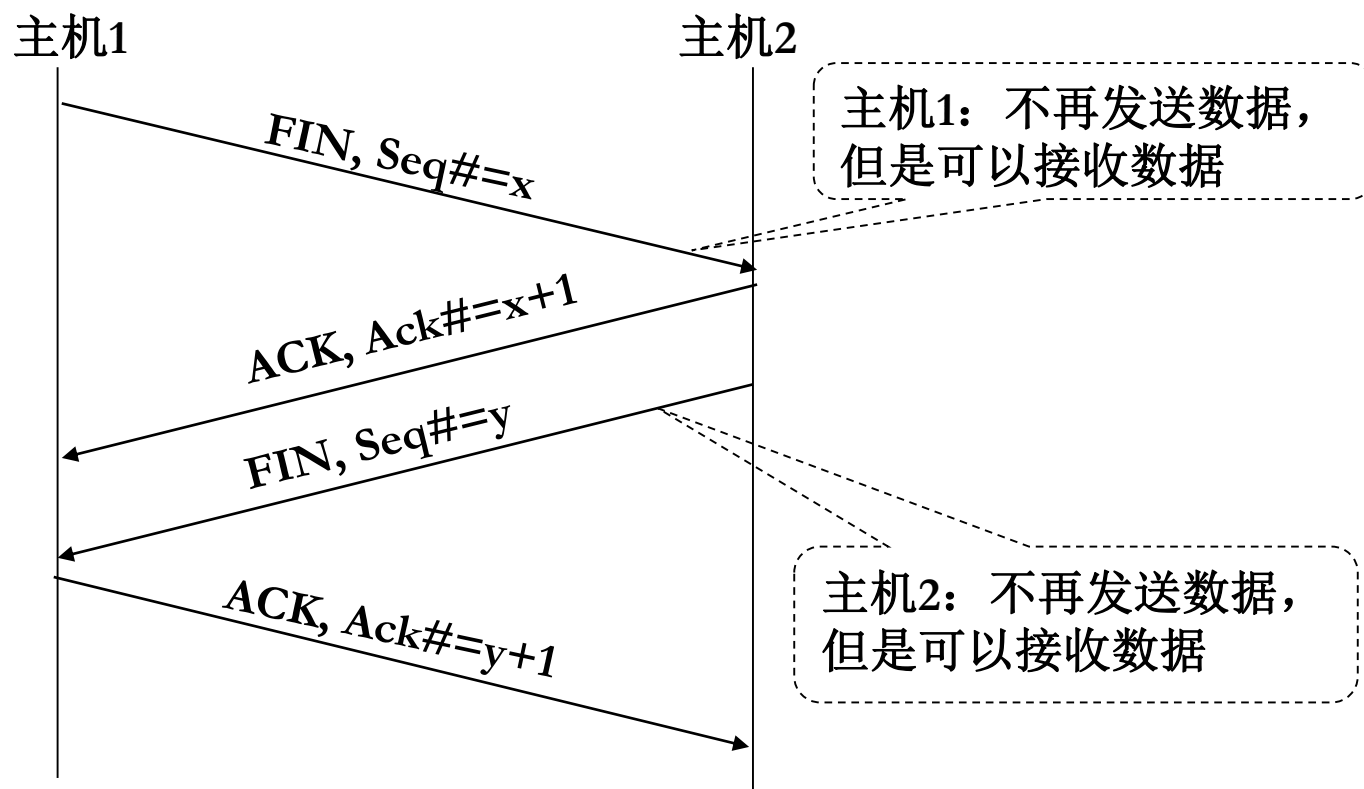 主机1
主机2
主机1：不再发送数据，
但是可以接收数据
FIN, Seq#=x
ACK, Ack#=x+1
FIN, Seq#=y
主机2：不再发送数据，
但是可以接收数据
ACK, Ack#=y+1